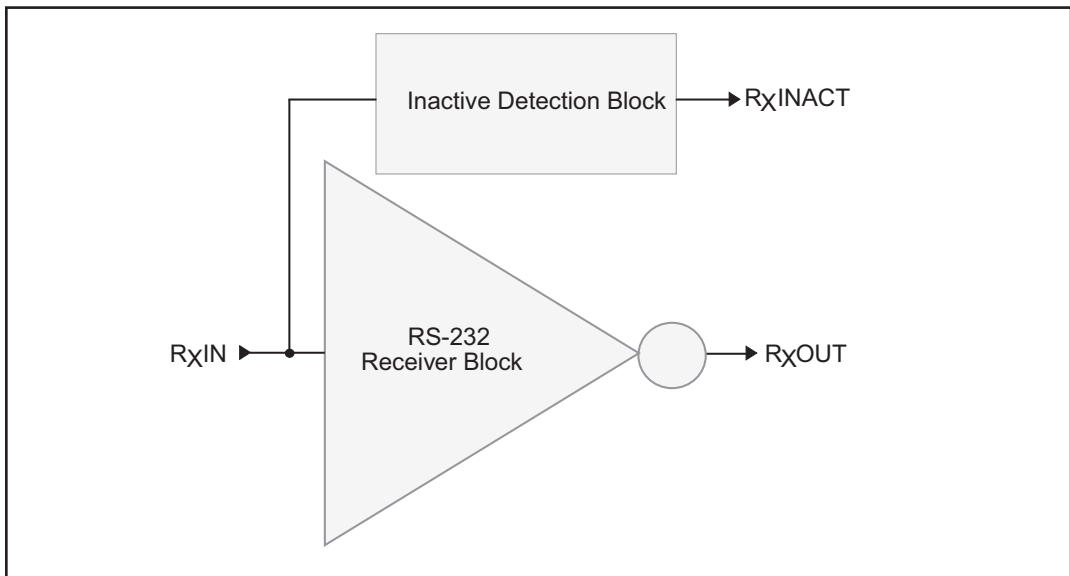 Inactive Detection Block
RXINACT
RS-232
Receiver Block
RXIN
RXOUT